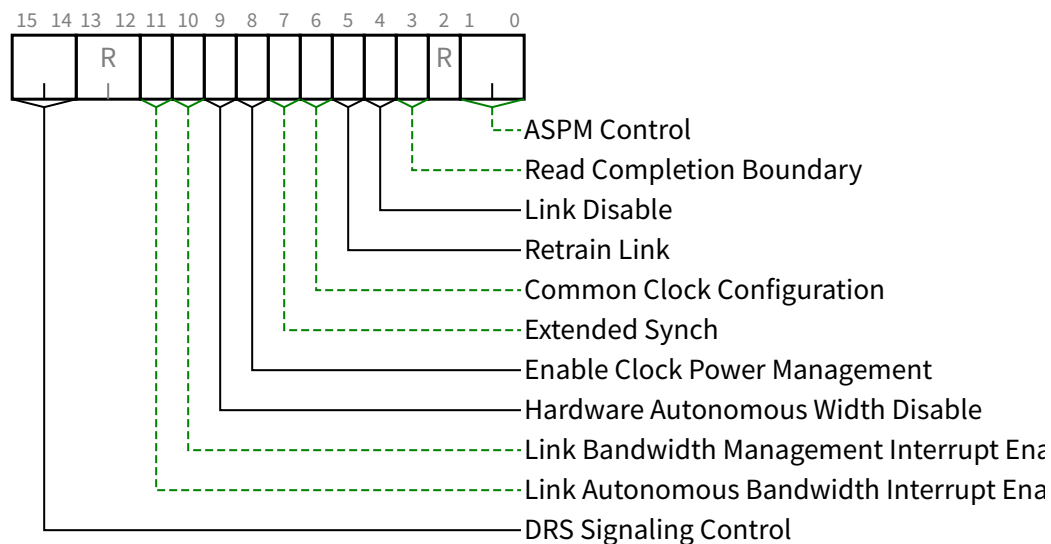 15 14 13 12 11 10 9 8 7 6 5 4 3 2 1 0
R R
ASPM Control
Read Completion Boundary
Link Disable
Retrain Link
Common Clock Configuration
Extended Synch
Enable Clock Power Management
Hardware Autonomous Width Disable
Link Bandwidth Management Interrupt Ena
Link Autonomous Bandwidth Interrupt Ena
DRS Signaling Control